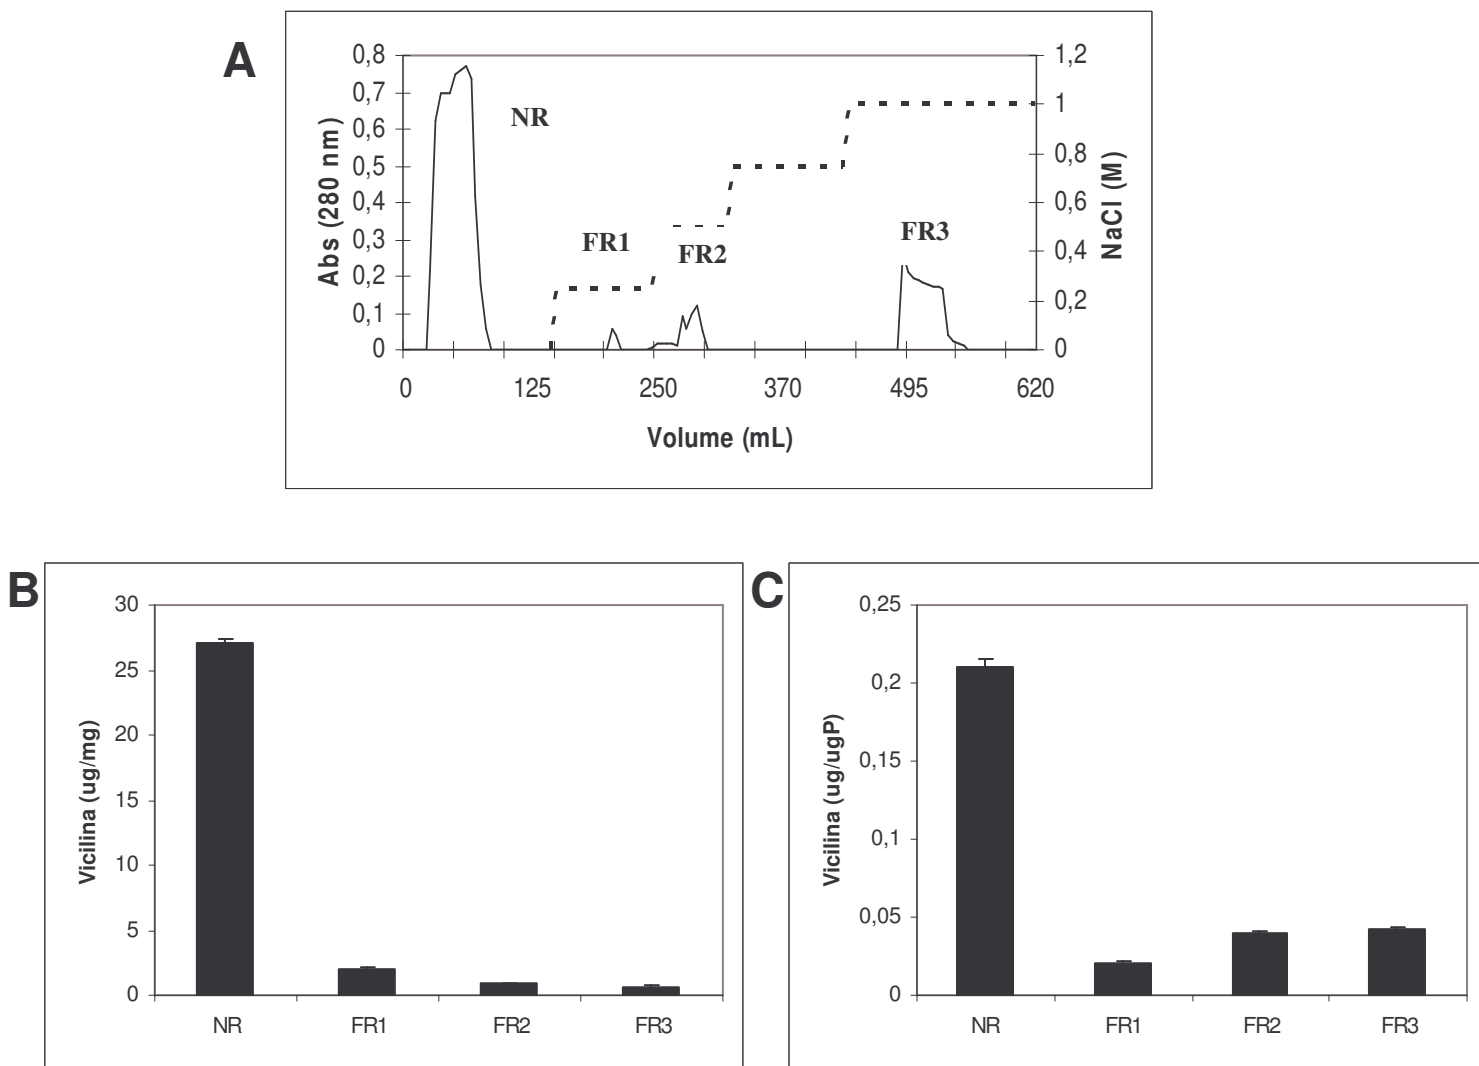 A
Abs (280 nm)
0,8
0,7
0,6
0,5
0,4
0,3
0,2
0,1
0
NR
FR1
FR2
FR3
1,2
1
0,8
0,6
0,4
0,2
0
NaCl (M)
0 125 250 370 495 620
Volume (mL)
B
Vicilina (ug/mg)
30
25
20
15
10
5
0
NR FR1 FR2 FR3
C
Vicilina (ug/ugP)
0,25
0,2
0,15
0,1
0,05
0
NR FR1 FR2 FR3